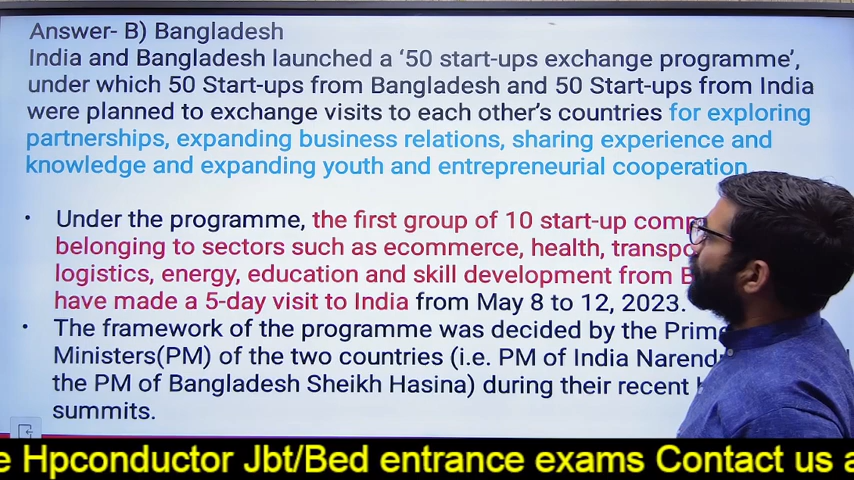 Answer- B) Bangladesh
India and Bangladesh launched a ‘50 start-ups exchange programme’,
under which 50 Start-ups from Bangladesh and 50 Start-ups from India
were planned to exchange visits to each other’s countries for exploring
partnerships, expanding business relations, sharing experience and
knowledge and expanding youth and entrepreneurial cooperation
• Under the programme, the first group of 10 start-up
belonging to sectors such as ecommerce, health,
logistics, energy, education and skill development from
have made a 5-day visit to India from May 8 to 12, 2023.
• The framework of the programme was decided by the Prime
Ministers(PM) of the two countries (i.e. PM of India
the PM of Bangladesh Sheikh Hasina) during their recent
summits.
Hpconductor Jbt/Bed entrance exams Contact us